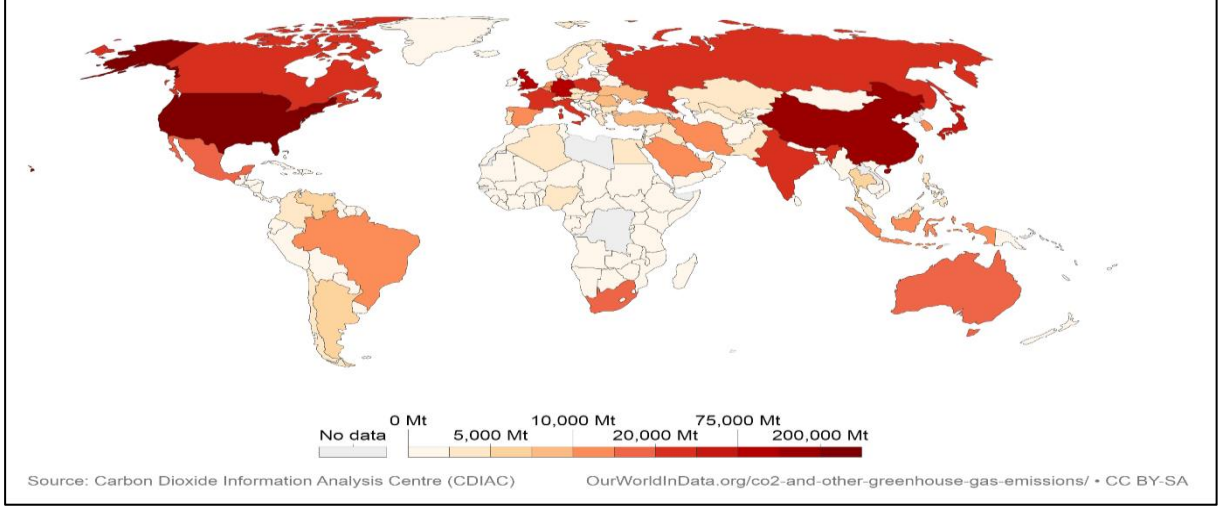 0 Mt 10,000 Mt 75,000 Mt
No data 5,000 Mt 20,000 Mt 200,000 Mt
Source: Carbon Dioxide Information Analysis Centre (CDIAC) OurWorldInData.org/co2-and-other-greenhouse-gas-emissions/ • CC BY-SA